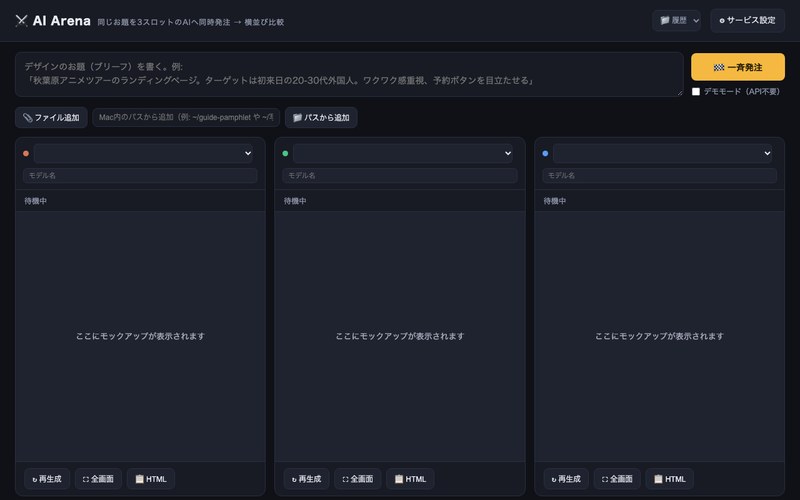 ⚔ AI Arena 同じお題を3スロットのAIへ同時発注 → 横並び比較
履歴
サービス設定
デザインのお題（ブリーフ）を書く。例:
「秋葉原アニメツアーのランディングページ。ターゲットは初来日の20-30代外国人。ワクワク感重視、予約ボタンを目立たせる」
🏁 一斉発注
デモモード（API不要）
📎 ファイル追加
Mac内のパスから追加（例: ~/guide-pamphlet や ~/
パスから追加
モデル名
モデル名
モデル名
待機中
待機中
待機中
ここにモックアップが表示されます
ここにモックアップが表示されます
ここにモックアップが表示されます
↻ 再生成
⛶ 全画面
📋 HTML
↻ 再生成
⛶ 全画面
📋 HTML
↻ 再生成
⛶ 全画面
📋 HTML